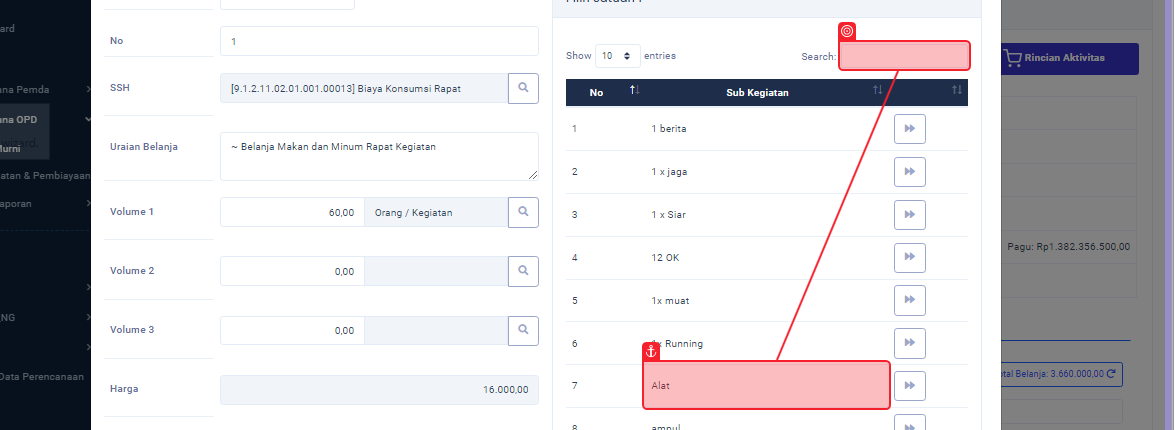 ard
na Pemda
na OPD
wizard.
Murni
atan & Pembiayaan
aporan
NG
Data Perencanaan
No
1
SSH
[9.1.2.11.02.01.001.00013] Biaya Konsumsi Rapat
Uraian Belanja
~ Belanja Makan dan Minum Rapat Kegiatan
Volume 1
60,00
Orang / Kegiatan
Volume 2
0,00
Volume 3
0,00
Harga
16.000,00
Show 10 entries
Search:
No Sub Kegiatan
1 1 berita
2 1 x jaga
3 1 x Siar
4 12 OK
5 1x muat
6 1x Running
7 Alat
8 ampul
Rincian Aktivitas
Pagu: Rp1.382.356.500,00
tal Belanja: 3.660.000,00